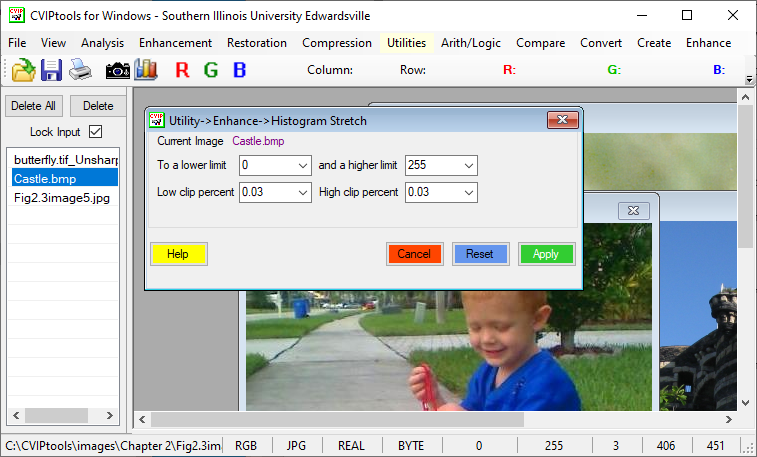 CVIPtools for Windows - Southern Illinois University Edwardsville
File View Analysis Enhancement Restoration Compression Utilities Arith/Logic Compare Convert Create Enhance
R G B Column: Row: R: G: B:
Delete All Delete
Lock Input
butterfly.tif_Unsharp
Castle.bmp
Fig2.3image5.jpg
CVIP Utility->Enhance->Histogram Stretch
Current Image Castle.bmp
To a lower limit 0 and a higher limit 255
Low clip percent 0.03 High clip percent 0.03
Help Cancel Reset Apply
C:\CVIPtools\images\Chapter 2\Fig2.3im RGB JPG REAL BYTE 0 255 3 406 451